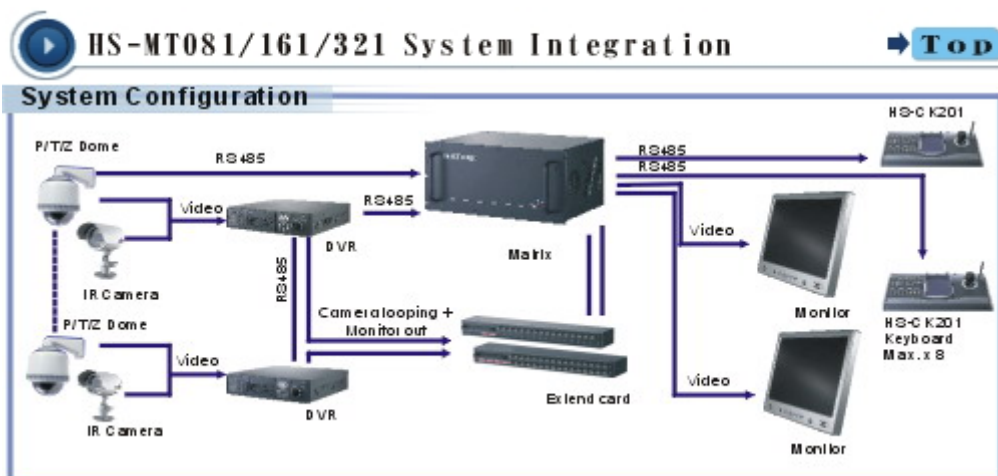 HS-MT081/161/321 System Integration
Top
System Configuration
HS-CK201
P/T/Z Dome
RS485
RS485
RS485
Video
RS485
DVR
Matrix
Video
IR Camera
RS485
Camera looping +
Monitor out
Monitor
HS-CK201
Keyboard
Max. x 8
P/T/Z Dome
Video
Extend card
Video
DVR
IR Camera
Monitor